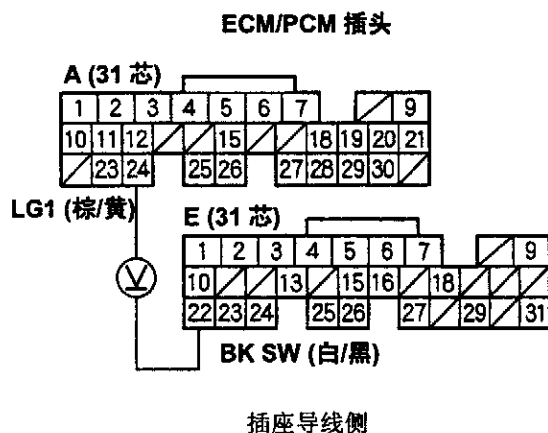 ECM/PCM 插头
A (31 芯)
1 2 3 4 5 6 7 9
10 11 12 15 18 19 20 21
23 24 25 26 27 28 29 30
LG1 (棕/黄)
E (31 芯)
1 2 3 4 5 6 7 9
10 13 15 16 18
22 23 24 25 26 27 29 31
V
BK SW (白/黑)
插座导线侧